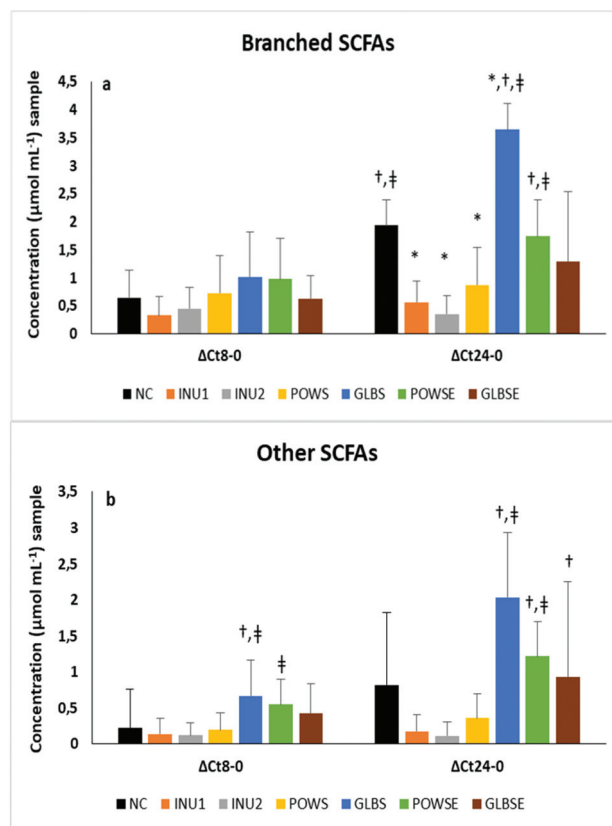 Branched SCFAs
a
Concentration (µmol mL-1) sample
4,5
4
3,5
3
2,5
2
1,5
1
0,5
0
†,‡
*
*
*
*,†,‡
†,‡
ΔCt8-0
ΔCt24-0
NC INU1 INU2 POWS GLBS POWSE GLBSE
Other SCFAs
b
Concentration (µmol mL-1) sample
3,5
3
2,5
2
1,5
1
0,5
0
†,‡
‡
†,‡
†,‡
†
ΔCt8-0
ΔCt24-0
NC INU1 INU2 POWS GLBS POWSE GLBSE